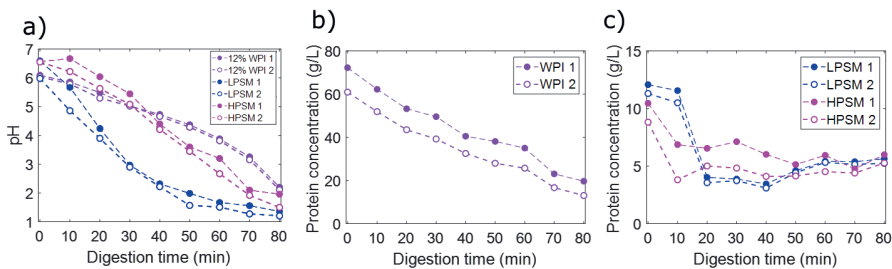 a)
7
6
5
4
3
2
1
pH
0 10 20 30 40 50 60 70 80
Digestion time (min)
12% WPI 1
12% WPI 2
LPSM 1
LPSM 2
HPSM 1
HPSM 2
b)
80
60
40
20
0
Protein concentration (g/L)
0 10 20 30 40 50 60 70 80
Digestion time (min)
WPI 1
WPI 2
c)
15
10
5
0
Protein concentration (g/L)
0 10 20 30 40 50 60 70 80
Digestion time (min)
LPSM 1
LPSM 2
HPSM 1
HPSM 2